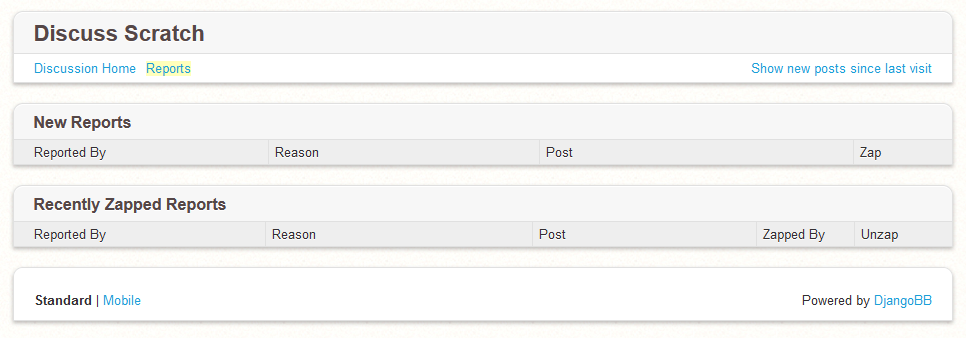 Discuss Scratch
Discussion Home Reports Show new posts since last visit
New Reports
Reported By Reason Post Zap
Recently Zapped Reports
Reported By Reason Post Zapped By Unzap
Standard | Mobile Powered by DjangoBB